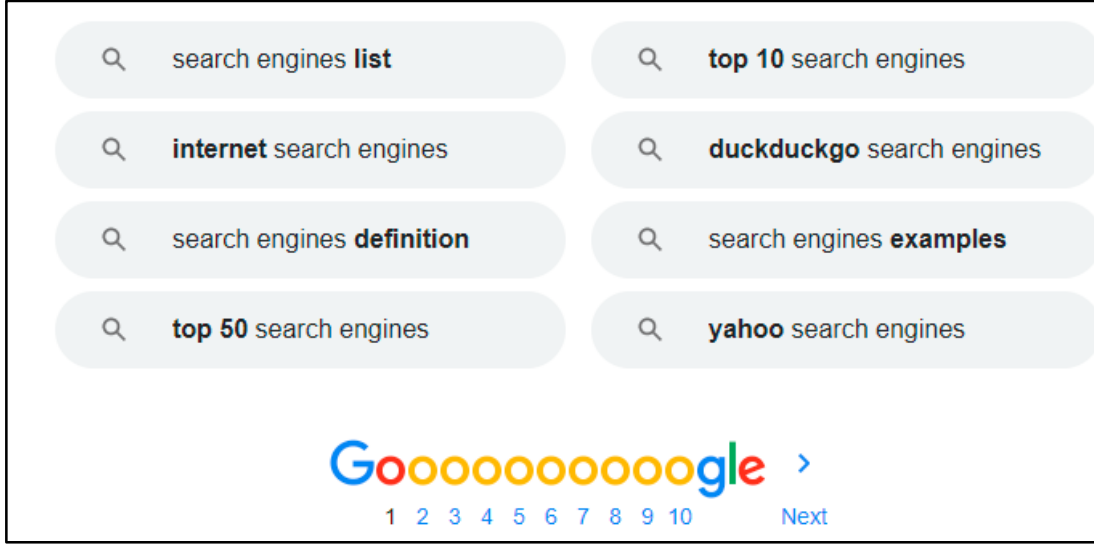 search engines list
top 10 search engines
internet search engines
duckduckgo search engines
search engines definition
search engines examples
top 50 search engines
yahoo search engines
Goooooooooogle >
1 2 3 4 5 6 7 8 9 10 Next